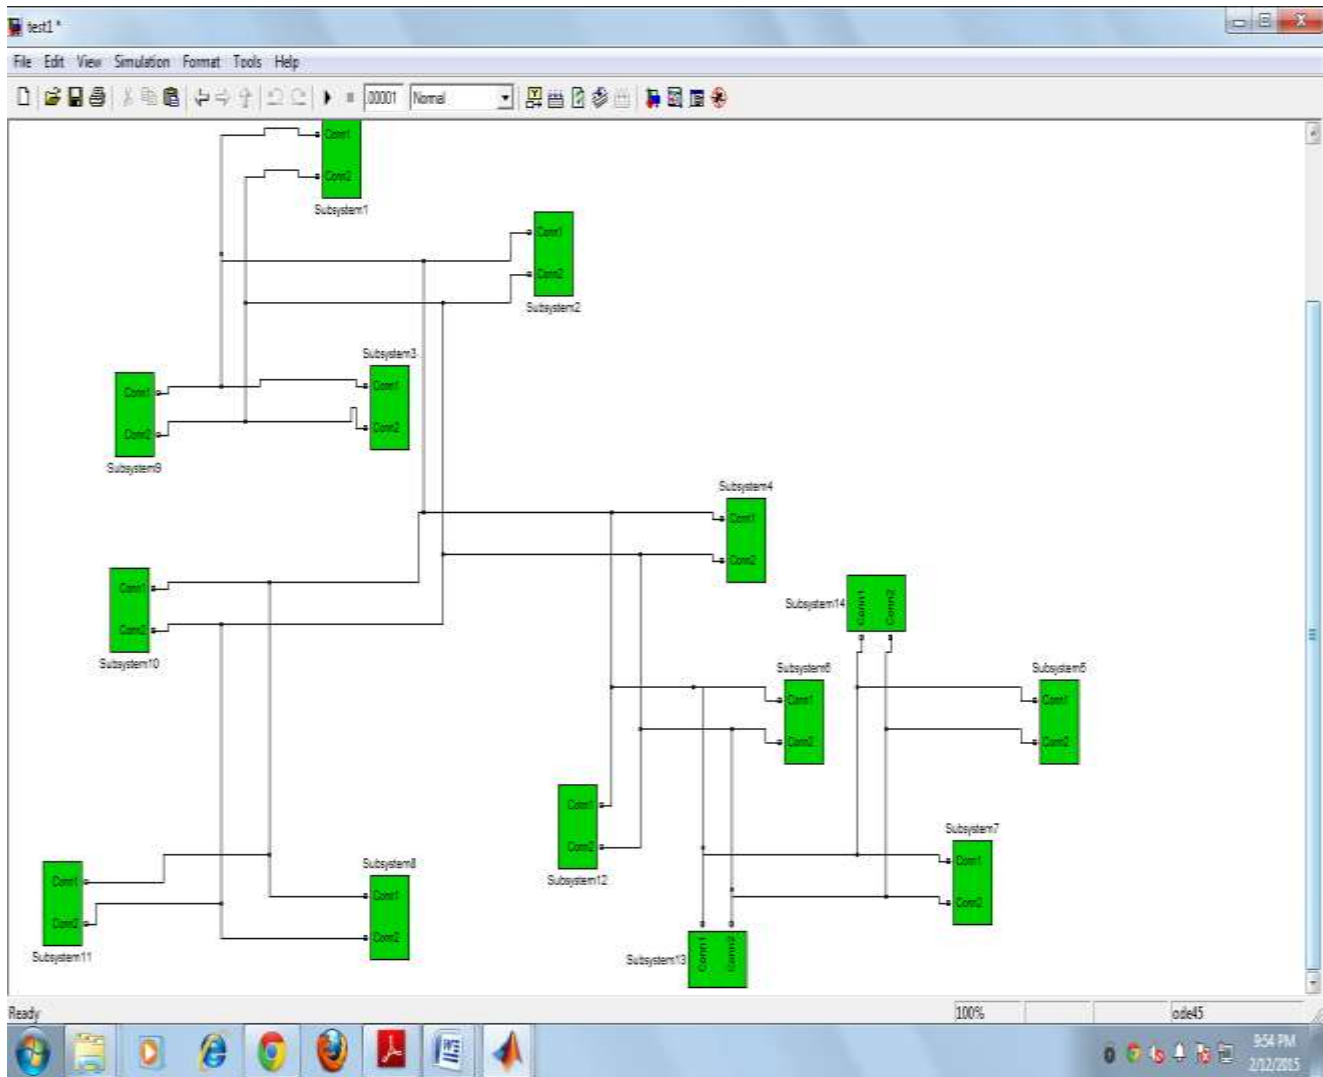 test1 *
File Edit View Simulation Format Tools Help
.00001 Normal
Conn1
Conn2
Subsystem1
Conn1
Conn2
Subsystem2
Subsystem3
Conn1
Conn2
Conn1
Conn2
Subsystem9
Subsystem4
Conn1
Conn2
Conn1
Conn2
Subsystem10
Subsystem14
Conn1
Conn2
Subsystem6
Conn1
Conn2
Subsystem5
Conn1
Conn2
Conn1
Conn2
Subsystem12
Subsystem7
Conn1
Conn2
Conn1
Conn2
Subsystem11
Subsystem8
Conn1
Conn2
Subsystem13
Conn1
Conn2
Ready 100% ode45
9:54 PM
2/12/2015